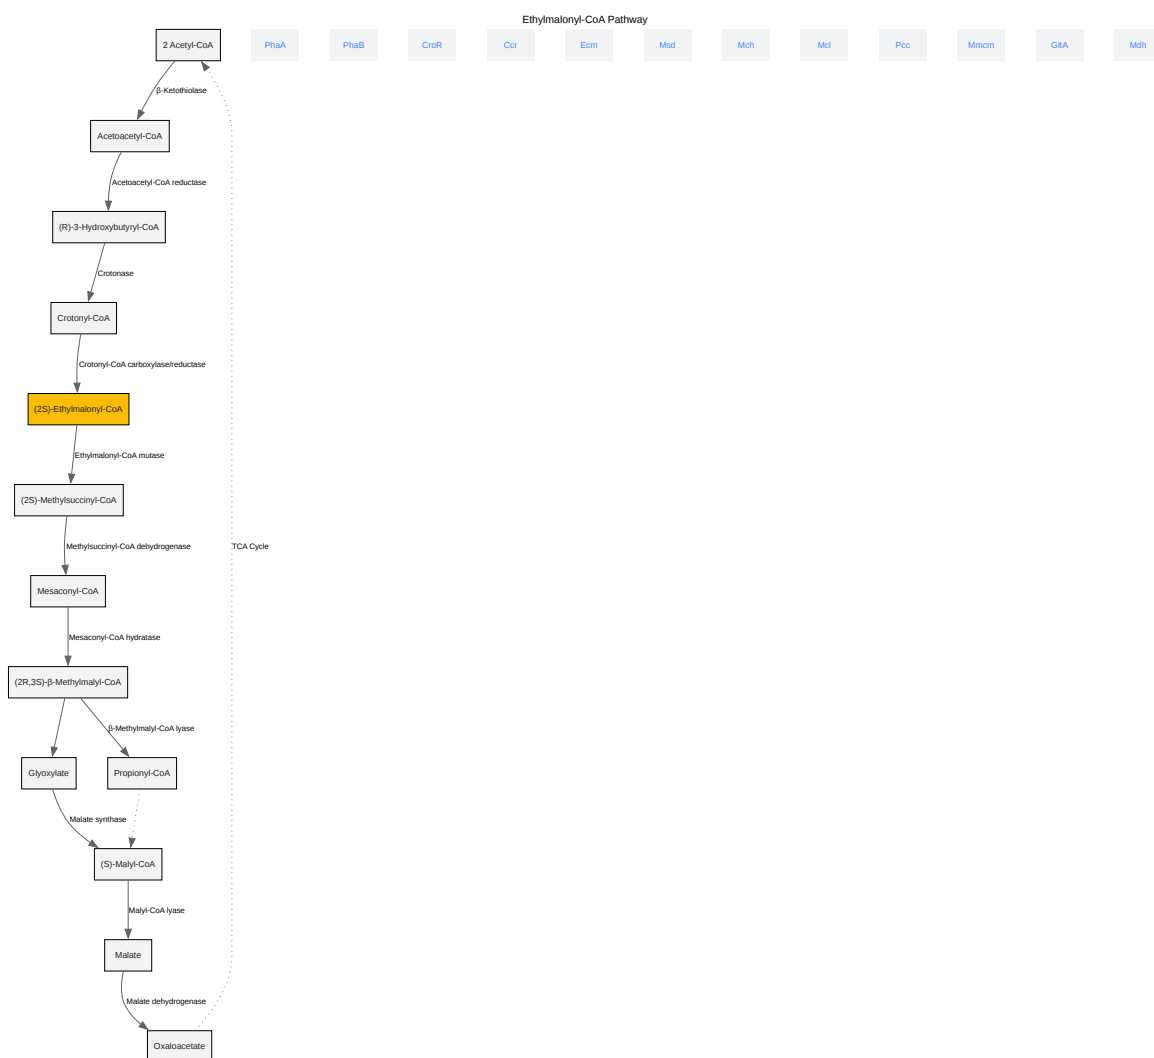 Ethylmalonyl-CoA Pathway
2 Acetyl-CoA
PhaA
PhaB
CroR
Ccr
Ecm
Msd
Mch
Mcl
Pcc
Mmcm
GltA
Mdh
β-Ketothiolase
Acetoacetyl-CoA
Acetoacetyl-CoA reductase
(R)-3-Hydroxybutyryl-CoA
Crotonase
Crotonyl-CoA
Crotonyl-CoA carboxylase/reductase
(2S)-Ethylmalonyl-CoA
Ethylmalonyl-CoA mutase
(2S)-Methylsuccinyl-CoA
Methylsuccinyl-CoA dehydrogenase
TCA Cycle
Mesaconyl-CoA
Mesaconyl-CoA hydratase
(2R,3S)-β-Methylmalyl-CoA
β-Methylmalyl-CoA lyase
Glyoxylate
Propionyl-CoA
Malate synthase
(S)-Malyl-CoA
Malyl-CoA lyase
Malate
Malate dehydrogenase
Oxaloacetate